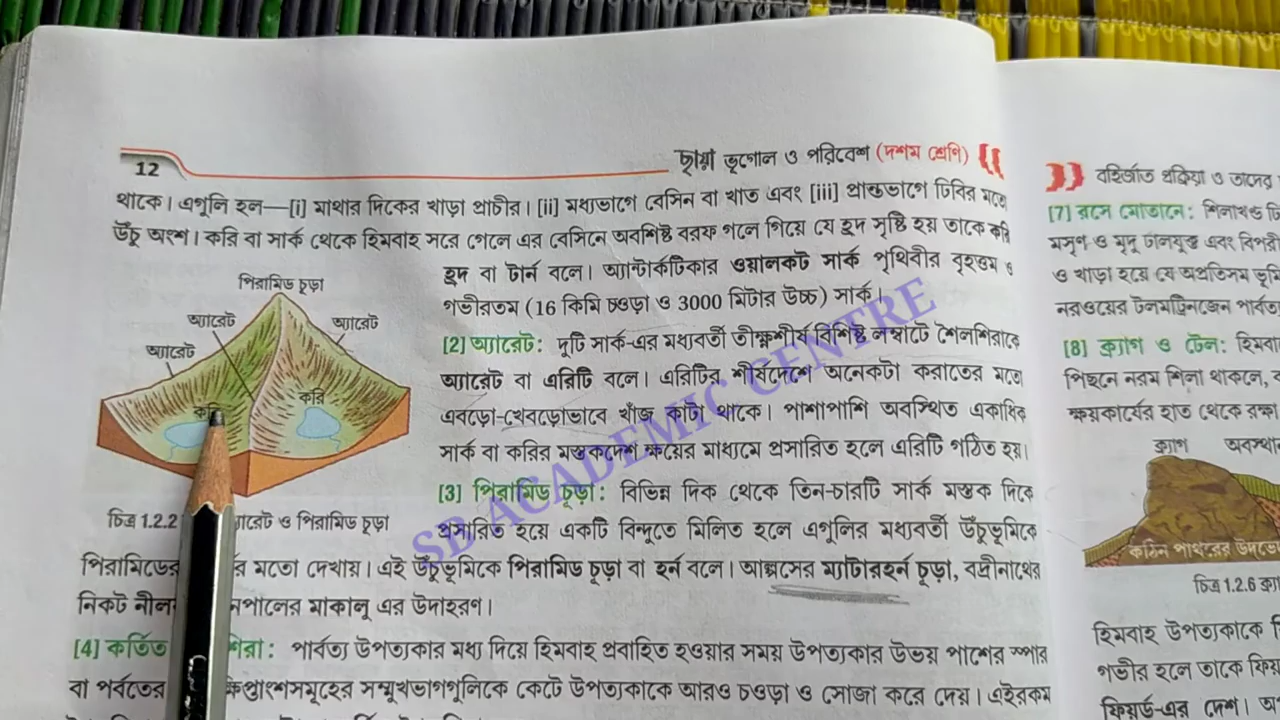 12
ছায়া ভূগোল ও পরিবেশ (দশম শ্রেণি)
থাকে। এগুলি হল—[i] মাথার দিকের খাড়া প্রাচীর। [ii] মধ্যভাগে বেসিন বা খাত এবং [iii] প্রান্তভাগে ঢিবির মতো
উঁচু অংশ। করি বা সার্ক থেকে হিমবাহ সরে গেলে এর বেসিনে অবশিষ্ট বরফ গলে গিয়ে যে হ্রদ সৃষ্টি হয় তাকে করি
হ্রদ বা টার্ন বলে। অ্যান্টার্কটিকার ওয়ালকট সার্ক পৃথিবীর বৃহত্তম ও
গভীরতম (16 কিমি চওড়া ও 3000 মিটার উচ্চ) সার্ক।
পিরামিড চূড়া
অ্যারেট
অ্যারেট
অ্যারেট
করি
চিত্র 1.2.2
অ্যারেট ও পিরামিড চূড়া
[2] অ্যারেট: দুটি সার্ক-এর মধ্যবর্তী তীক্ষ্ণশীর্ষ বিশিষ্ট লম্বাটে শৈলশিরাকে
অ্যারেট বা এরিটি বলে। এরিটির শীর্ষদেশে অনেকটা করাতের মতো
এবড়ো-খেবড়োভাবে খাঁজ কাটা থাকে। পাশাপাশি অবস্থিত একাধিক
সার্ক বা করির মস্তকদেশ ক্ষয়ের মাধ্যমে প্রসারিত হলে এরিটি গঠিত হয়।
[3] পিরামিড চূড়া: বিভিন্ন দিক থেকে তিন-চারটি সার্ক মস্তক দিকে
প্রসারিত হয়ে একটি বিন্দুতে মিলিত হলে এগুলির মধ্যবর্তী উঁচুভূমিকে
পিরামিডের মতো দেখায়। এই উঁচুভূমিকে পিরামিড চূড়া বা হর্ন বলে। আল্পসের ম্যাটারহর্ন চূড়া, বদ্রীনাথের
নিকট নীল নেপালের মাকালু এর উদাহরণ।
[4] কর্তিত শিরা: পার্বত্য উপত্যকার মধ্য দিয়ে হিমবাহ প্রবাহিত হওয়ার সময় উপত্যকার উভয় পাশের স্পার
বা পর্বতের ক্ষিপ্তাংশসমূহের সম্মুখভাগগুলিকে কেটে উপত্যকাকে আরও চওড়া ও সোজা করে দেয়। এইরকম
SB ACADEMIC CENTRE
বহির্জাত প্রক্রিয়া ও তাদের
[7] রসে মোতানে: শিলাখণ্ড
মসৃণ ও মৃদু ঢালযুক্ত এবং
ও খাড়া হয়ে যে অপ্রতিসম
নরওয়ের টলমট্রিনজেন
[8] ক্র্যাগ ও টেল:
পিছনে নরম শিলা থাকলে,
ক্ষয়কার্যের হাত থেকে
ক্র্যাগ
কঠিন পাথরের
চিত্র 1.2.6
হিমবাহ উপত্যকাকে
গভীর হলে তাকে
ফিয়র্ড-এর দেশ।